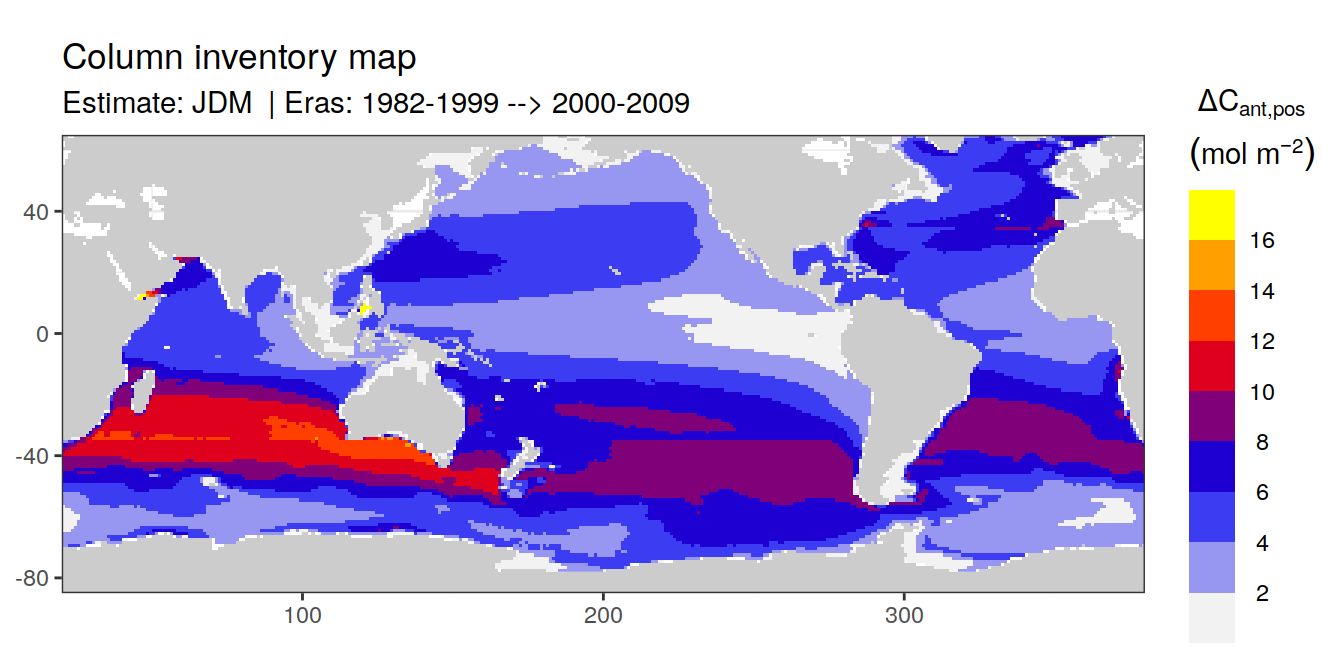 Column inventory map
Estimate: JDM | Eras: 1982-1999 --> 2000-2009
ΔCant,pos
(mol m−2)
16
14
12
10
8
6
4
2
40
0
-40
-80
100 200 300